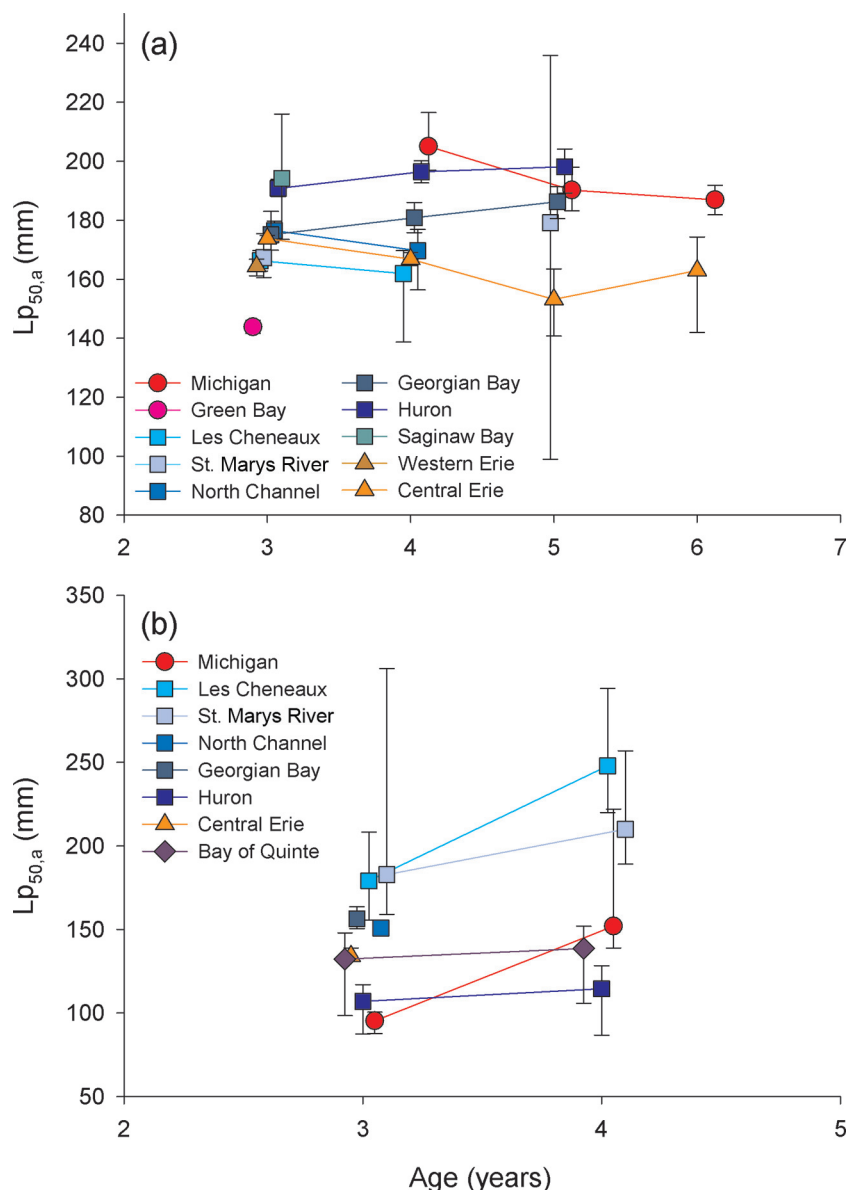 (a)
240
220
200
180
160
140
120
100
80
Lp50,a (mm)
Michigan
Green Bay
Les Cheneaux
St. Marys River
North Channel
Georgian Bay
Huron
Saginaw Bay
Western Erie
Central Erie
2 3 4 5 6 7
(b)
350
300
250
200
150
100
50
Lp50,a (mm)
Michigan
Les Cheneaux
St. Marys River
North Channel
Georgian Bay
Huron
Central Erie
Bay of Quinte
2 3 4 5
Age (years)